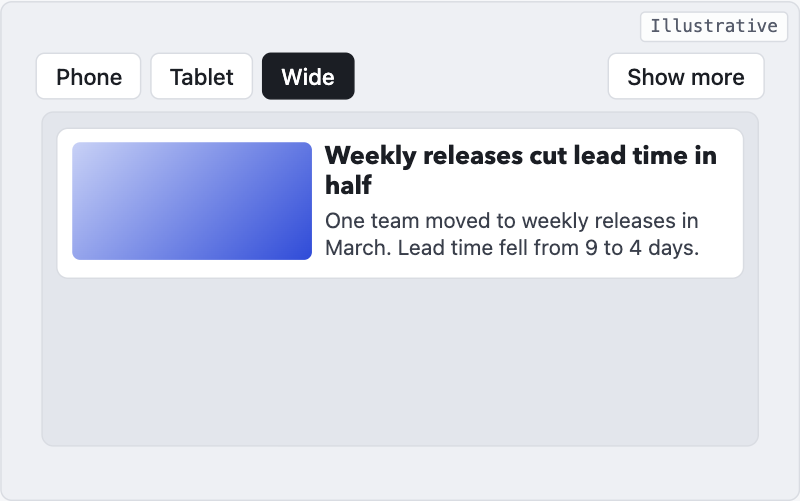 Illustrative
Phone
Tablet
Wide
Show more
Weekly releases cut lead time in
half
One team moved to weekly releases in
March. Lead time fell from 9 to 4 days.